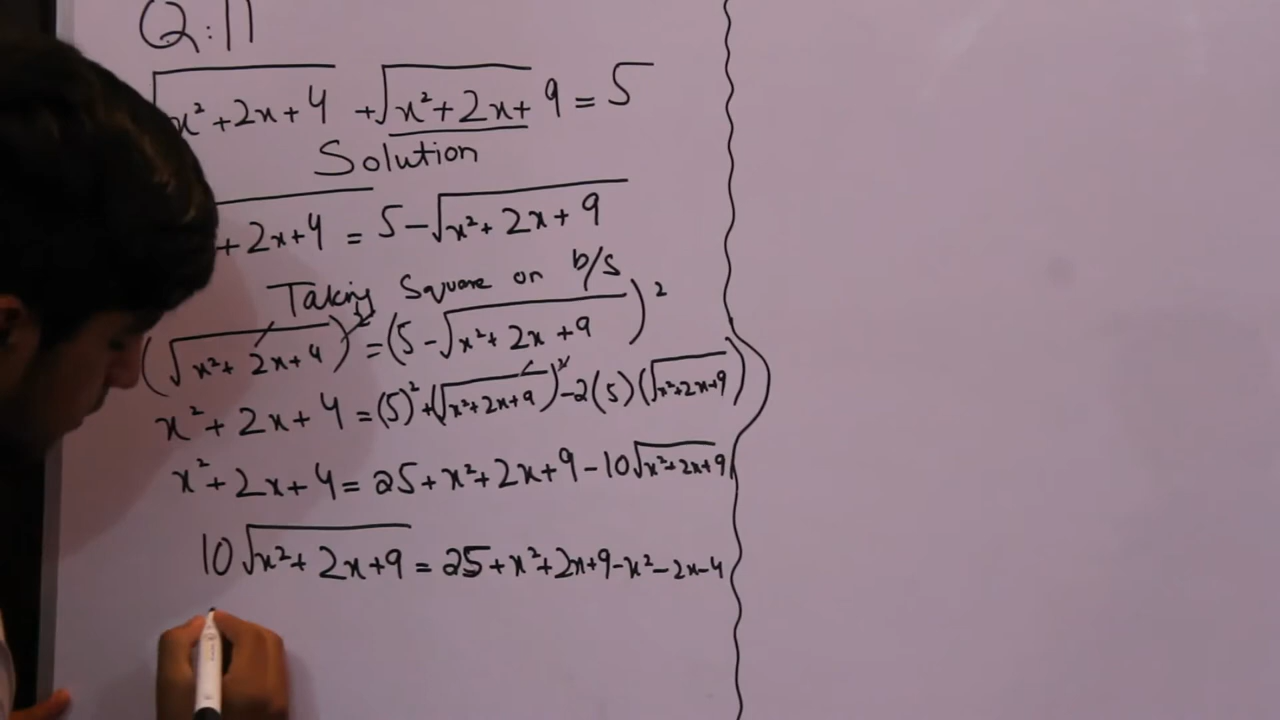 Q:11
√x²+2x+4 +√x²+2x+ 9 = 5
Solution
+2x+4 = 5-√x²+2x+9
Taking Square on b/s
(√x²+2x+4)² =(5-√x²+2x+9)²
x²+2x+4 =(5)²+(√x²+2x+9)²-2(5)(√x²+2x+9)
x²+2x+4= 25+x²+2x+9-10√x²+2x+9
10√x²+2x+9= 25+x²+2x+9-x²-2x-4